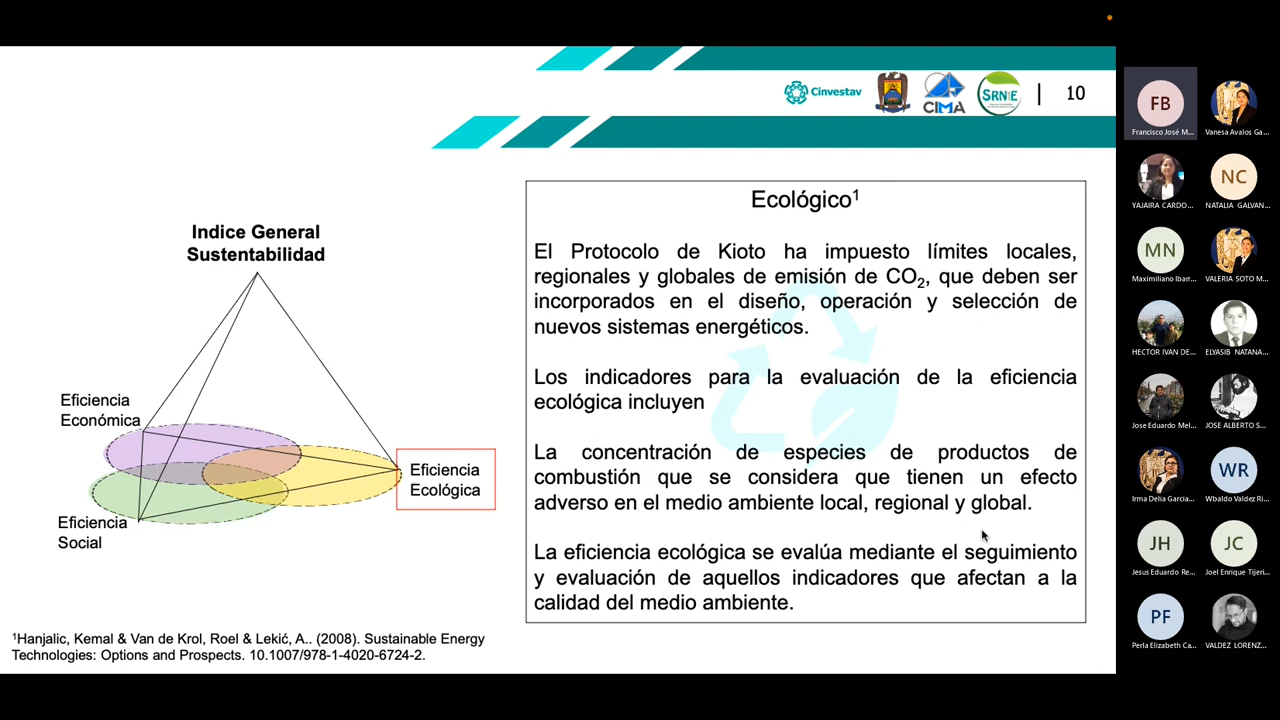 Cinvestav
CIMA
SRNyE
10
Indice General
Sustentabilidad
Eficiencia
Económica
Eficiencia
Ecológica
Eficiencia
Social
Ecológico¹
El Protocolo de Kioto ha impuesto límites locales,
regionales y globales de emisión de CO₂, que deben ser
incorporados en el diseño, operación y selección de
nuevos sistemas energéticos.
Los indicadores para la evaluación de la eficiencia
ecológica incluyen
La concentración de especies de productos de
combustión que se considera que tienen un efecto
adverso en el medio ambiente local, regional y global.
La eficiencia ecológica se evalúa mediante el seguimiento
y evaluación de aquellos indicadores que afectan a la
calidad del medio ambiente.
¹Hanjalic, Kemal & Van de Krol, Roel & Lekić, A.. (2008). Sustainable Energy
Technologies: Options and Prospects. 10.1007/978-1-4020-6724-2.
FB
Francisco José M...
Vanesa Avalos Ga...
YAJAIRA CARDO...
NC
NATALIA GALVAN...
MN
Maximiliano Ibarr...
VALERIA SOTO M...
HECTOR IVAN DE...
ELYASIB NATANA...
Jose Eduardo Mel...
JOSE ALBERTO S...
Irma Delia Garcia...
WR
Wbaldo Valdez Ri...
JH
Jesus Eduardo Re...
JC
Joel Enrique Tijeri...
PF
Perla Elizabeth Ca...
VALDEZ LORENZ...